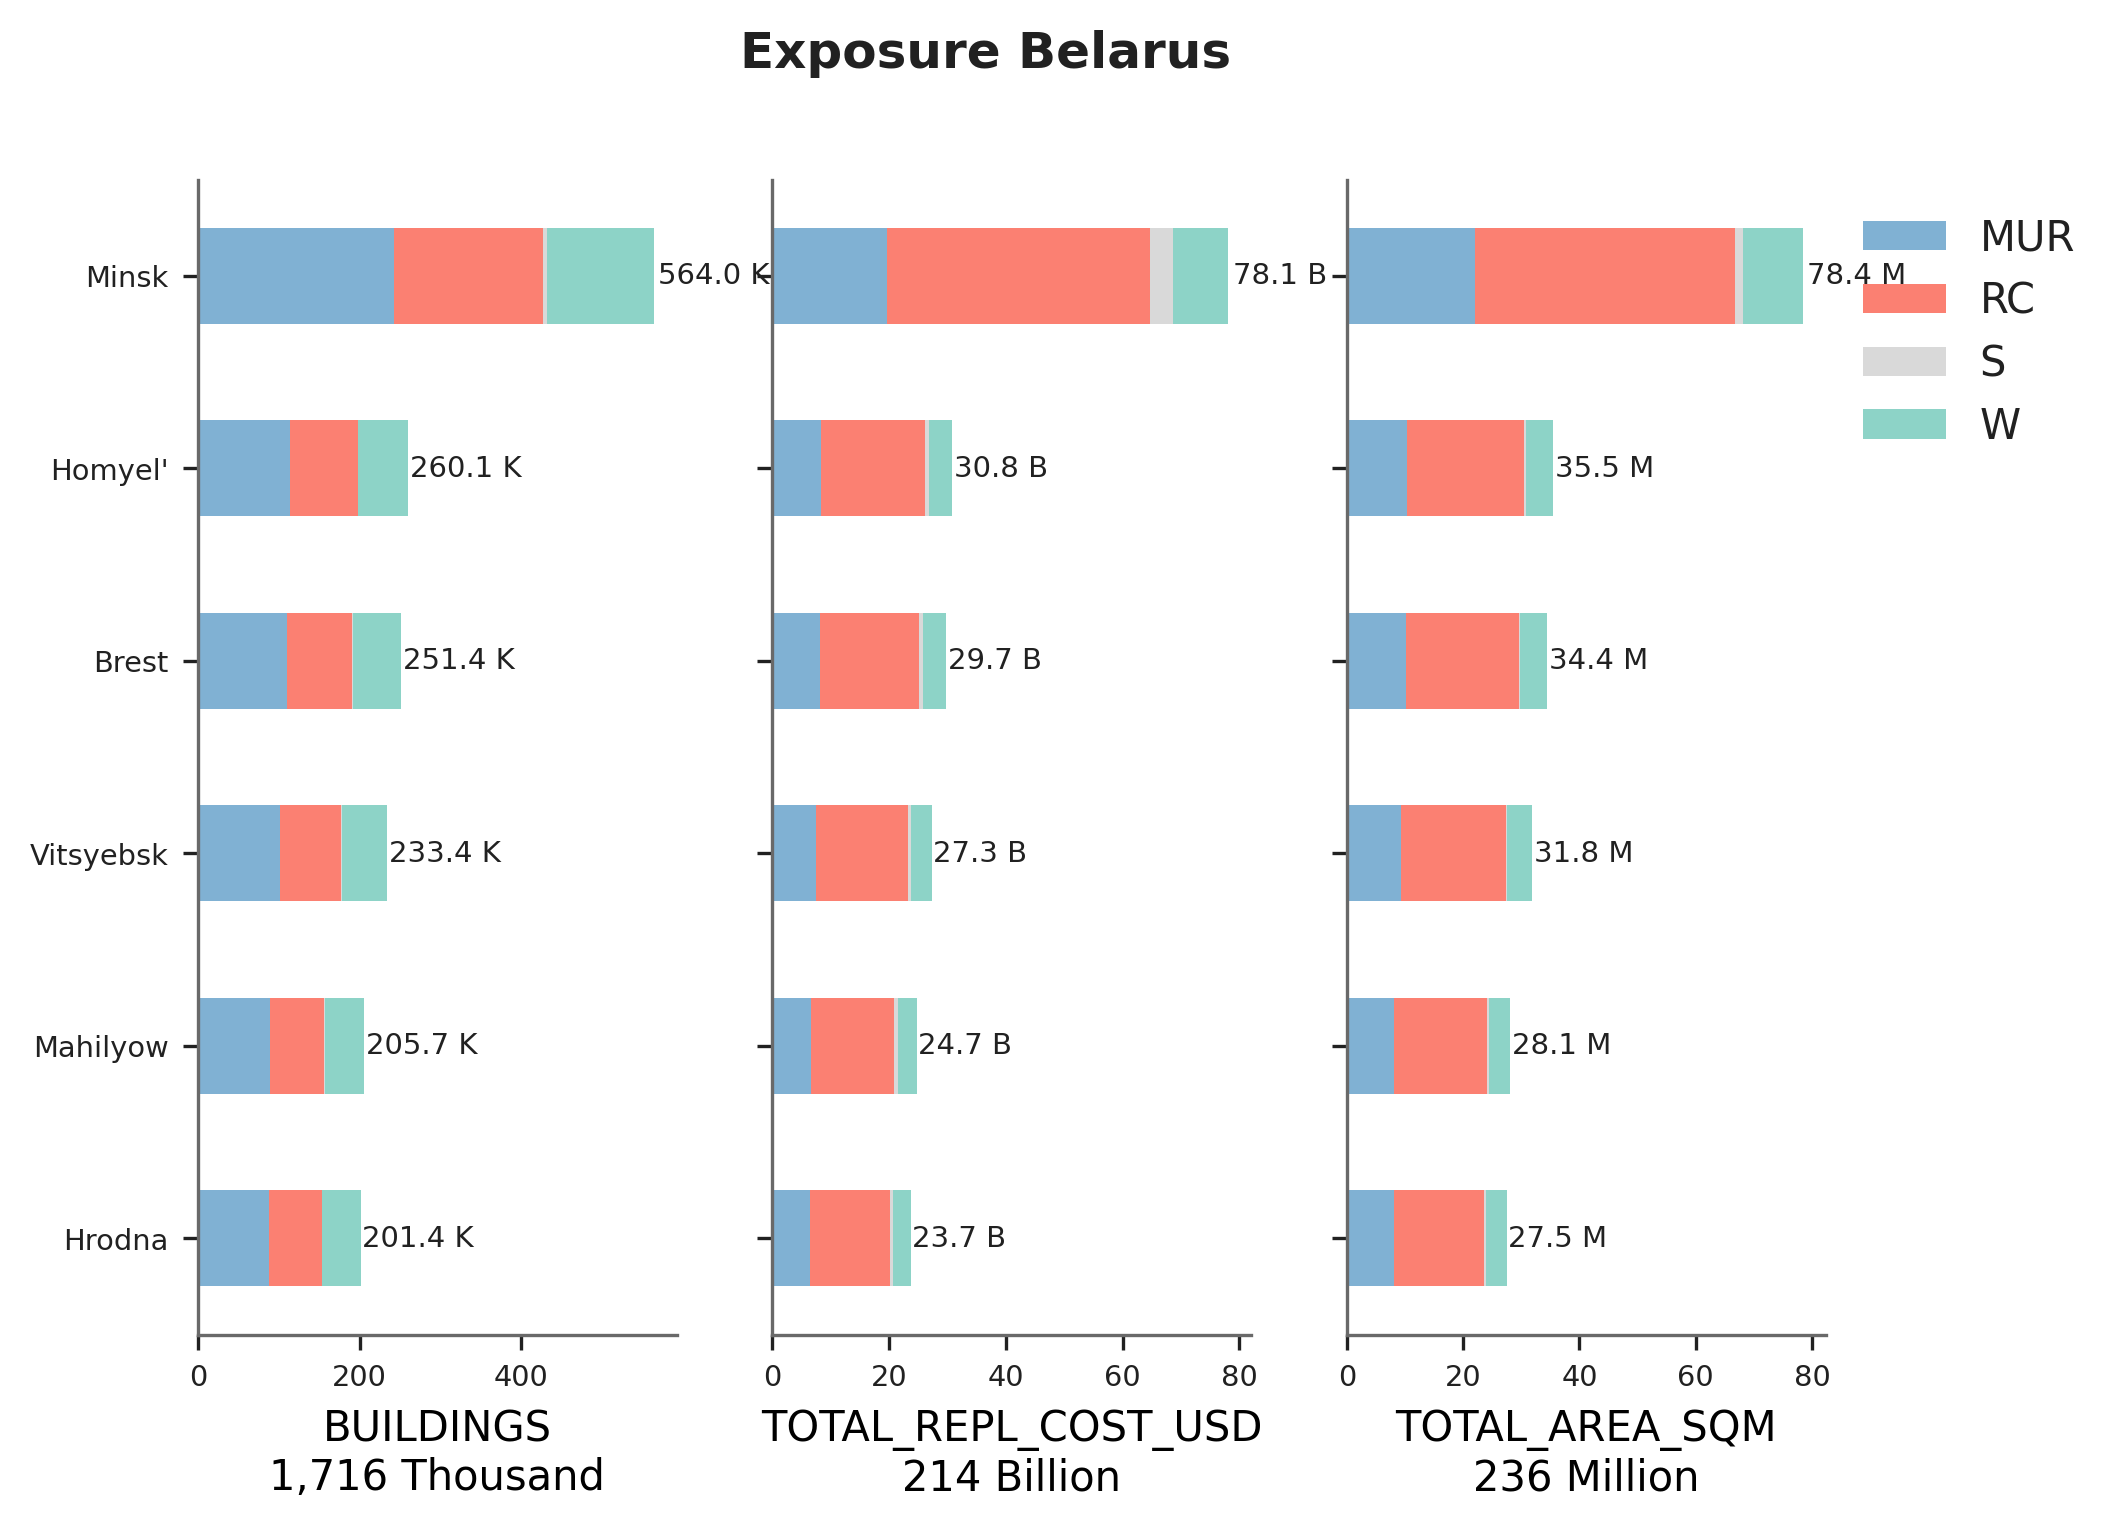 Exposure Belarus
Minsk
564.0 K
78.1 B
78.4 M
Homyel'
260.1 K
30.8 B
35.5 M
Brest
251.4 K
29.7 B
34.4 M
Vitsyebsk
233.4 K
27.3 B
31.8 M
Mahilyow
205.7 K
24.7 B
28.1 M
Hrodna
201.4 K
23.7 B
27.5 M
MUR
RC
S
W
0 200 400
0 20 40 60 80
0 20 40 60 80
BUILDINGS
1,716 Thousand
TOTAL_REPL_COST_USD
214 Billion
TOTAL_AREA_SQM
236 Million